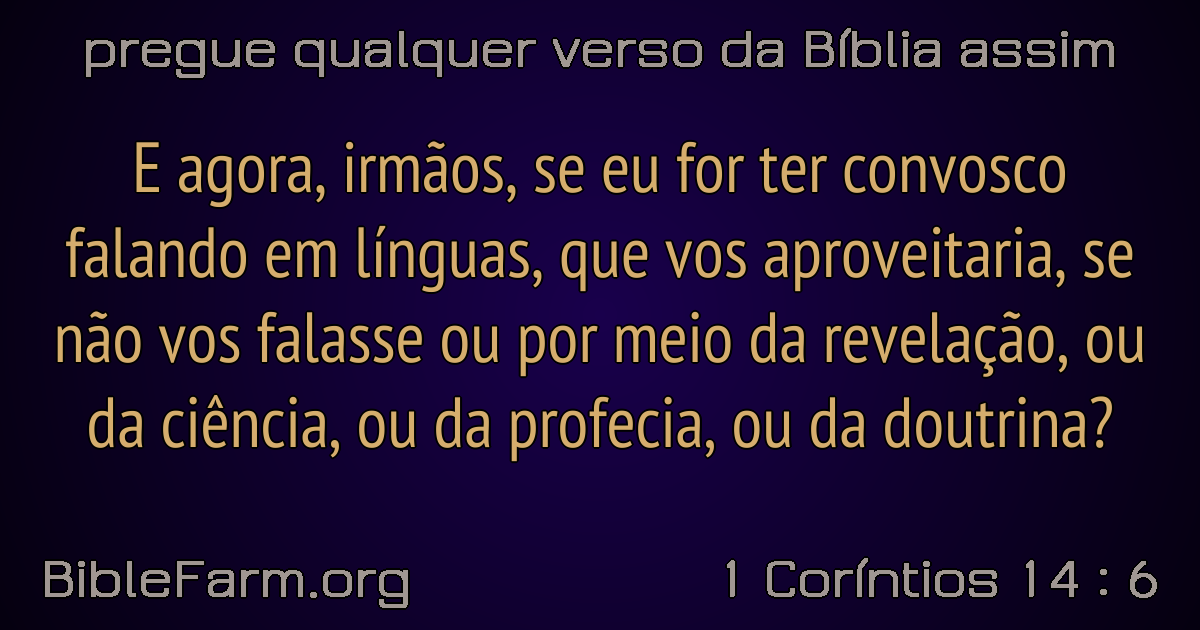 pregue qualquer verso da Bíblia assim
E agora, irmãos, se eu for ter convosco
falando em línguas, que vos aproveitaria, se
não vos falasse ou por meio da revelação, ou
da ciência, ou da profecia, ou da doutrina?
BibleFarm.org
1 Coríntios 14 : 6